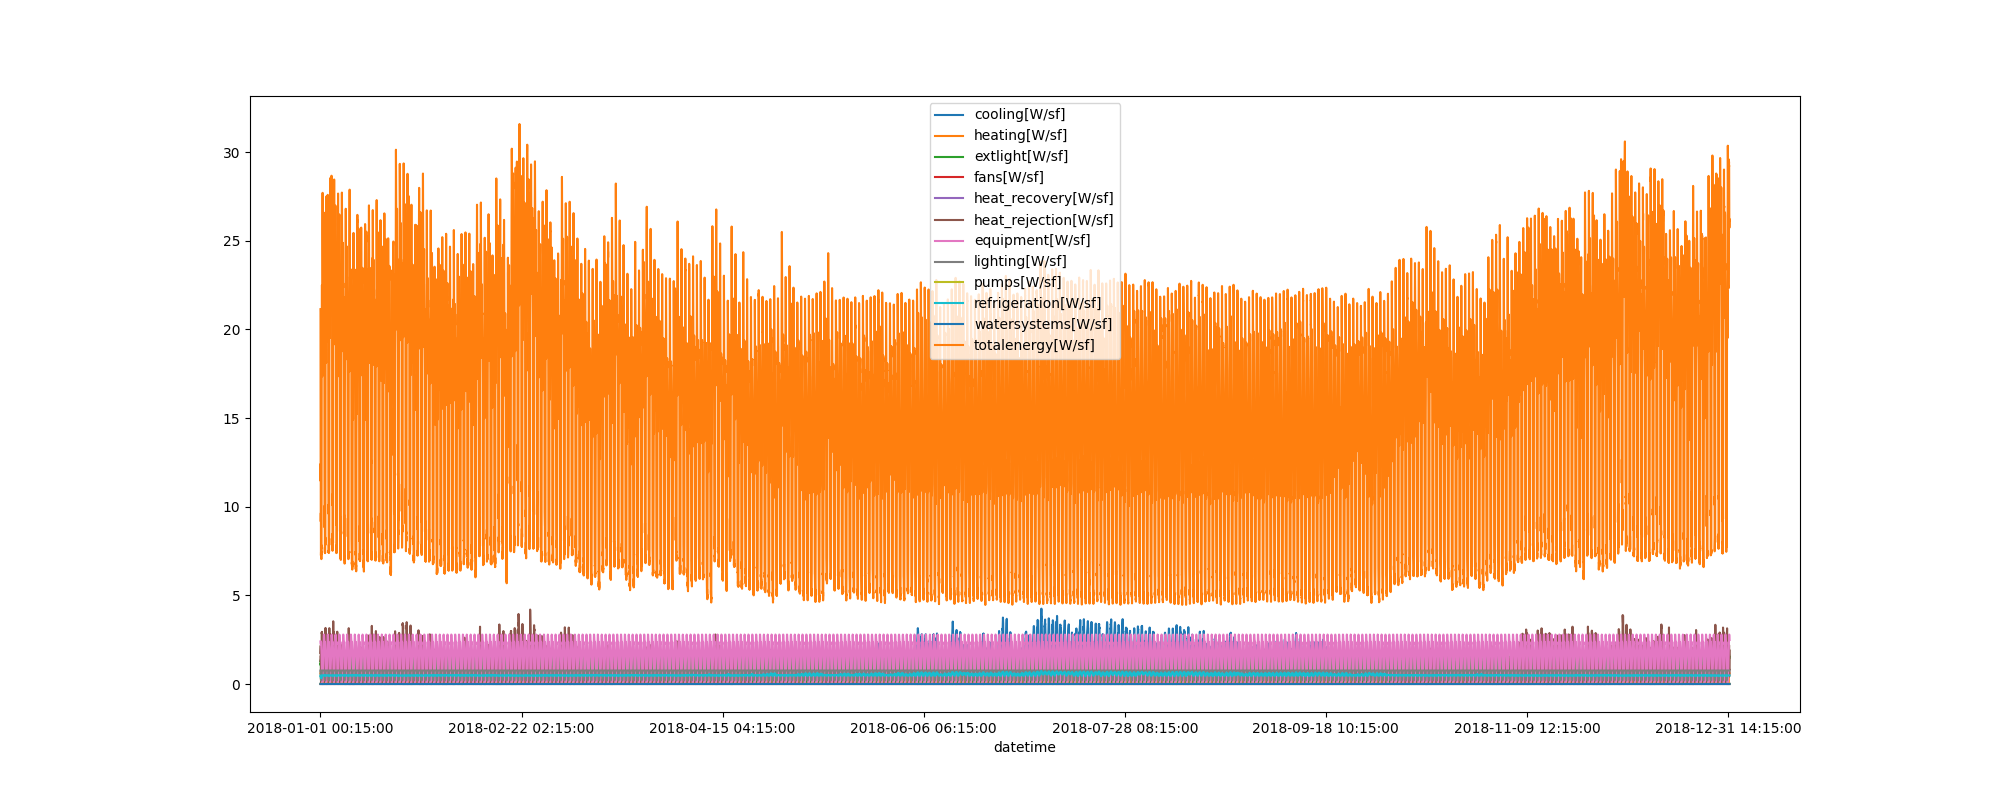 cooling[W/sf]
heating[W/sf]
extlight[W/sf]
fans[W/sf]
heat_recovery[W/sf]
heat_rejection[W/sf]
equipment[W/sf]
lighting[W/sf]
pumps[W/sf]
refrigeration[W/sf]
watersystems[W/sf]
totalenergy[W/sf]
30
25
20
15
10
5
0
2018-01-01 00:15:00 2018-02-22 02:15:00 2018-04-15 04:15:00 2018-06-06 06:15:00 2018-07-28 08:15:00 2018-09-18 10:15:00 2018-11-09 12:15:00 2018-12-31 14:15:00
datetime